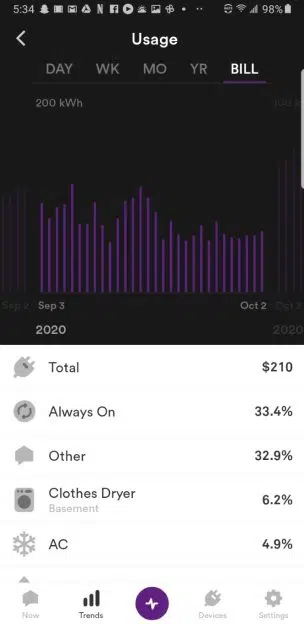 5:34
98%
Usage
DAY WK MO YR BILL
200 kWh
Sep 2 Sep 3 Oct 2 Oct 3
2020 2020
Total $210
Always On 33.4%
Other 32.9%
Clothes Dryer 6.2%
Basement
AC 4.9%
Now Trends Devices Settings